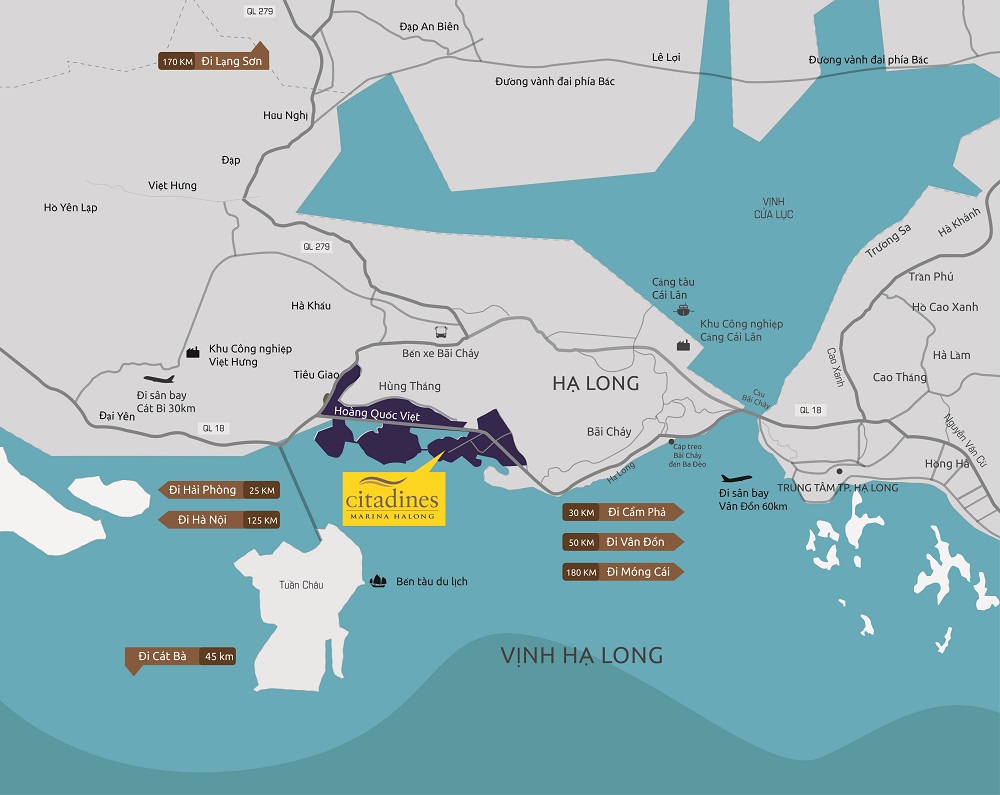 QL 279
Đạp An Biên
170 KM Đi Lạng Sơn
Lê Lợi
Đường vành đai phía Bắc
Đường vành đai phía Bắc
Hữu Nghị
Đạp
Việt Hưng
Hồ Yên Lạp
VỊNH
CỬA LỤC
Hà Khánh
Trường Sa
QL 279
Trần Phú
Cảng tàu
Cái Lân
Hà Khẩu
Hồ Cao Xanh
Khu Công nghiệp
Cảng Cái Lân
Khu Công nghiệp
Việt Hưng
Bến xe Bãi Cháy
Hà Lầm
Cao Xanh
Tiêu Giao
Hùng Thắng
HẠ LONG
Cao Thắng
Đi sân bay
Cát Bi 30km
Cầu
Bãi Cháy
Đại Yên
Hoàng Quốc Việt
QL 18
QL 18
Bãi Cháy
Nguyễn Văn Cừ
Cáp treo
Bãi Cháy
đến Ba Đèo
Hồng Hà
Hạ Long
citadines
MARINA HALONG
Đi Hải Phòng 25 KM
Đi Hà Nội 125 KM
Đi sân bay
Vân Đồn 60km
TRUNG TÂM TP. HẠ LONG
30 KM Đi Cẩm Phả
50 KM Đi Vân Đồn
180 KM Đi Móng Cái
Tuần Châu
Bến tàu du lịch
Đi Cát Bà 45 km
VỊNH HẠ LONG